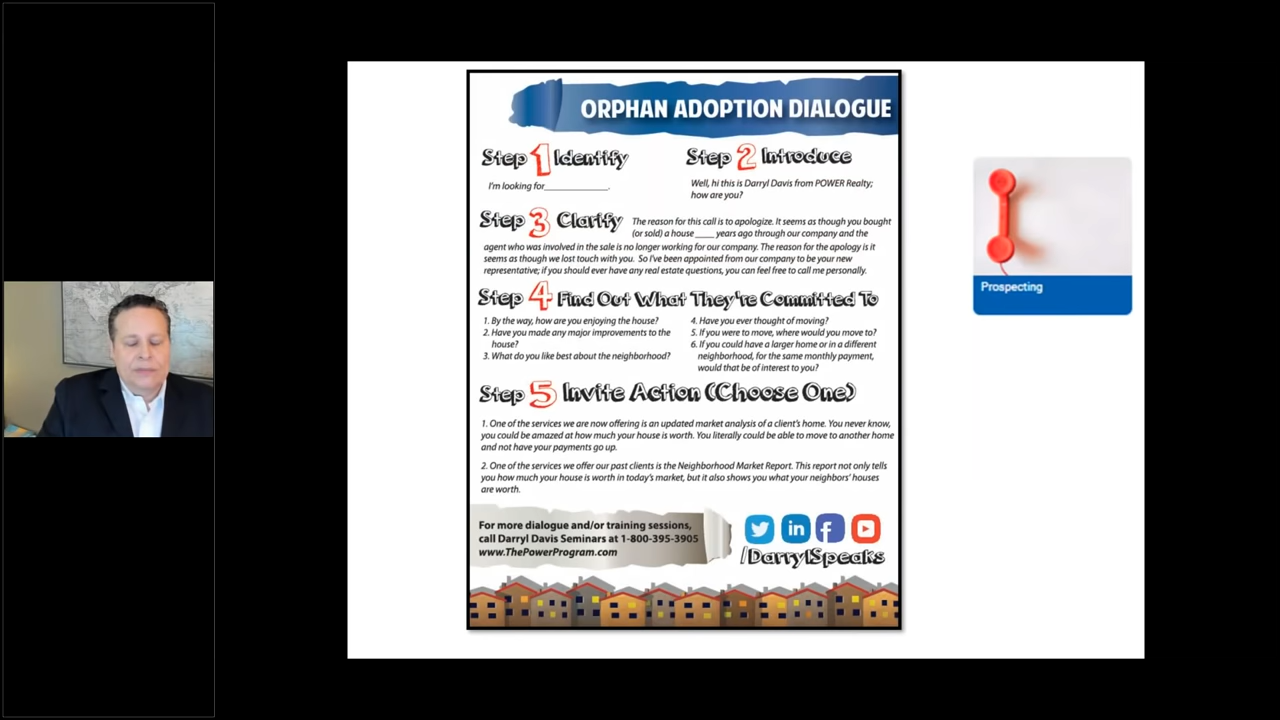 ORPHAN ADOPTION DIALOGUE
Step 1 Identify
I'm looking for____________.
Step 2 Introduce
Well, hi this is Darryl Davis from POWER Realty;
how are you?
Step 3 Clarify
The reason for this call is to apologize. It seems as though you bought
(or sold) a house ____ years ago through our company and the
agent who was involved in the sale is no longer working for our company. The reason for the apology is it
seems as though we lost touch with you. So I've been appointed from our company to be your new
representative; if you should ever have any real estate questions, you can feel free to call me personally.
Step 4 Find Out What They're Committed To
1. By the way, how are you enjoying the house?
2. Have you made any major improvements to the
house?
3. What do you like best about the neighborhood?
4. Have you ever thought of moving?
5. If you were to move, where would you move to?
6. If you could have a larger home or in a different
neighborhood, for the same monthly payment,
would that be of interest to you?
Step 5 Invite Action (Choose One)
1. One of the services we are now offering is an updated market analysis of a client's home. You never know,
you could be amazed at how much your house is worth. You literally could be able to move to another home
and not have your payments go up.
2. One of the services we offer our past clients is the Neighborhood Market Report. This report not only tells
you how much your house is worth in today's market, but it also shows you what your neighbors' houses
are worth.
For more dialogue and/or training sessions,
call Darryl Davis Seminars at 1-800-395-3905
www.ThePowerProgram.com
/DarrylSpeaks
Prospecting